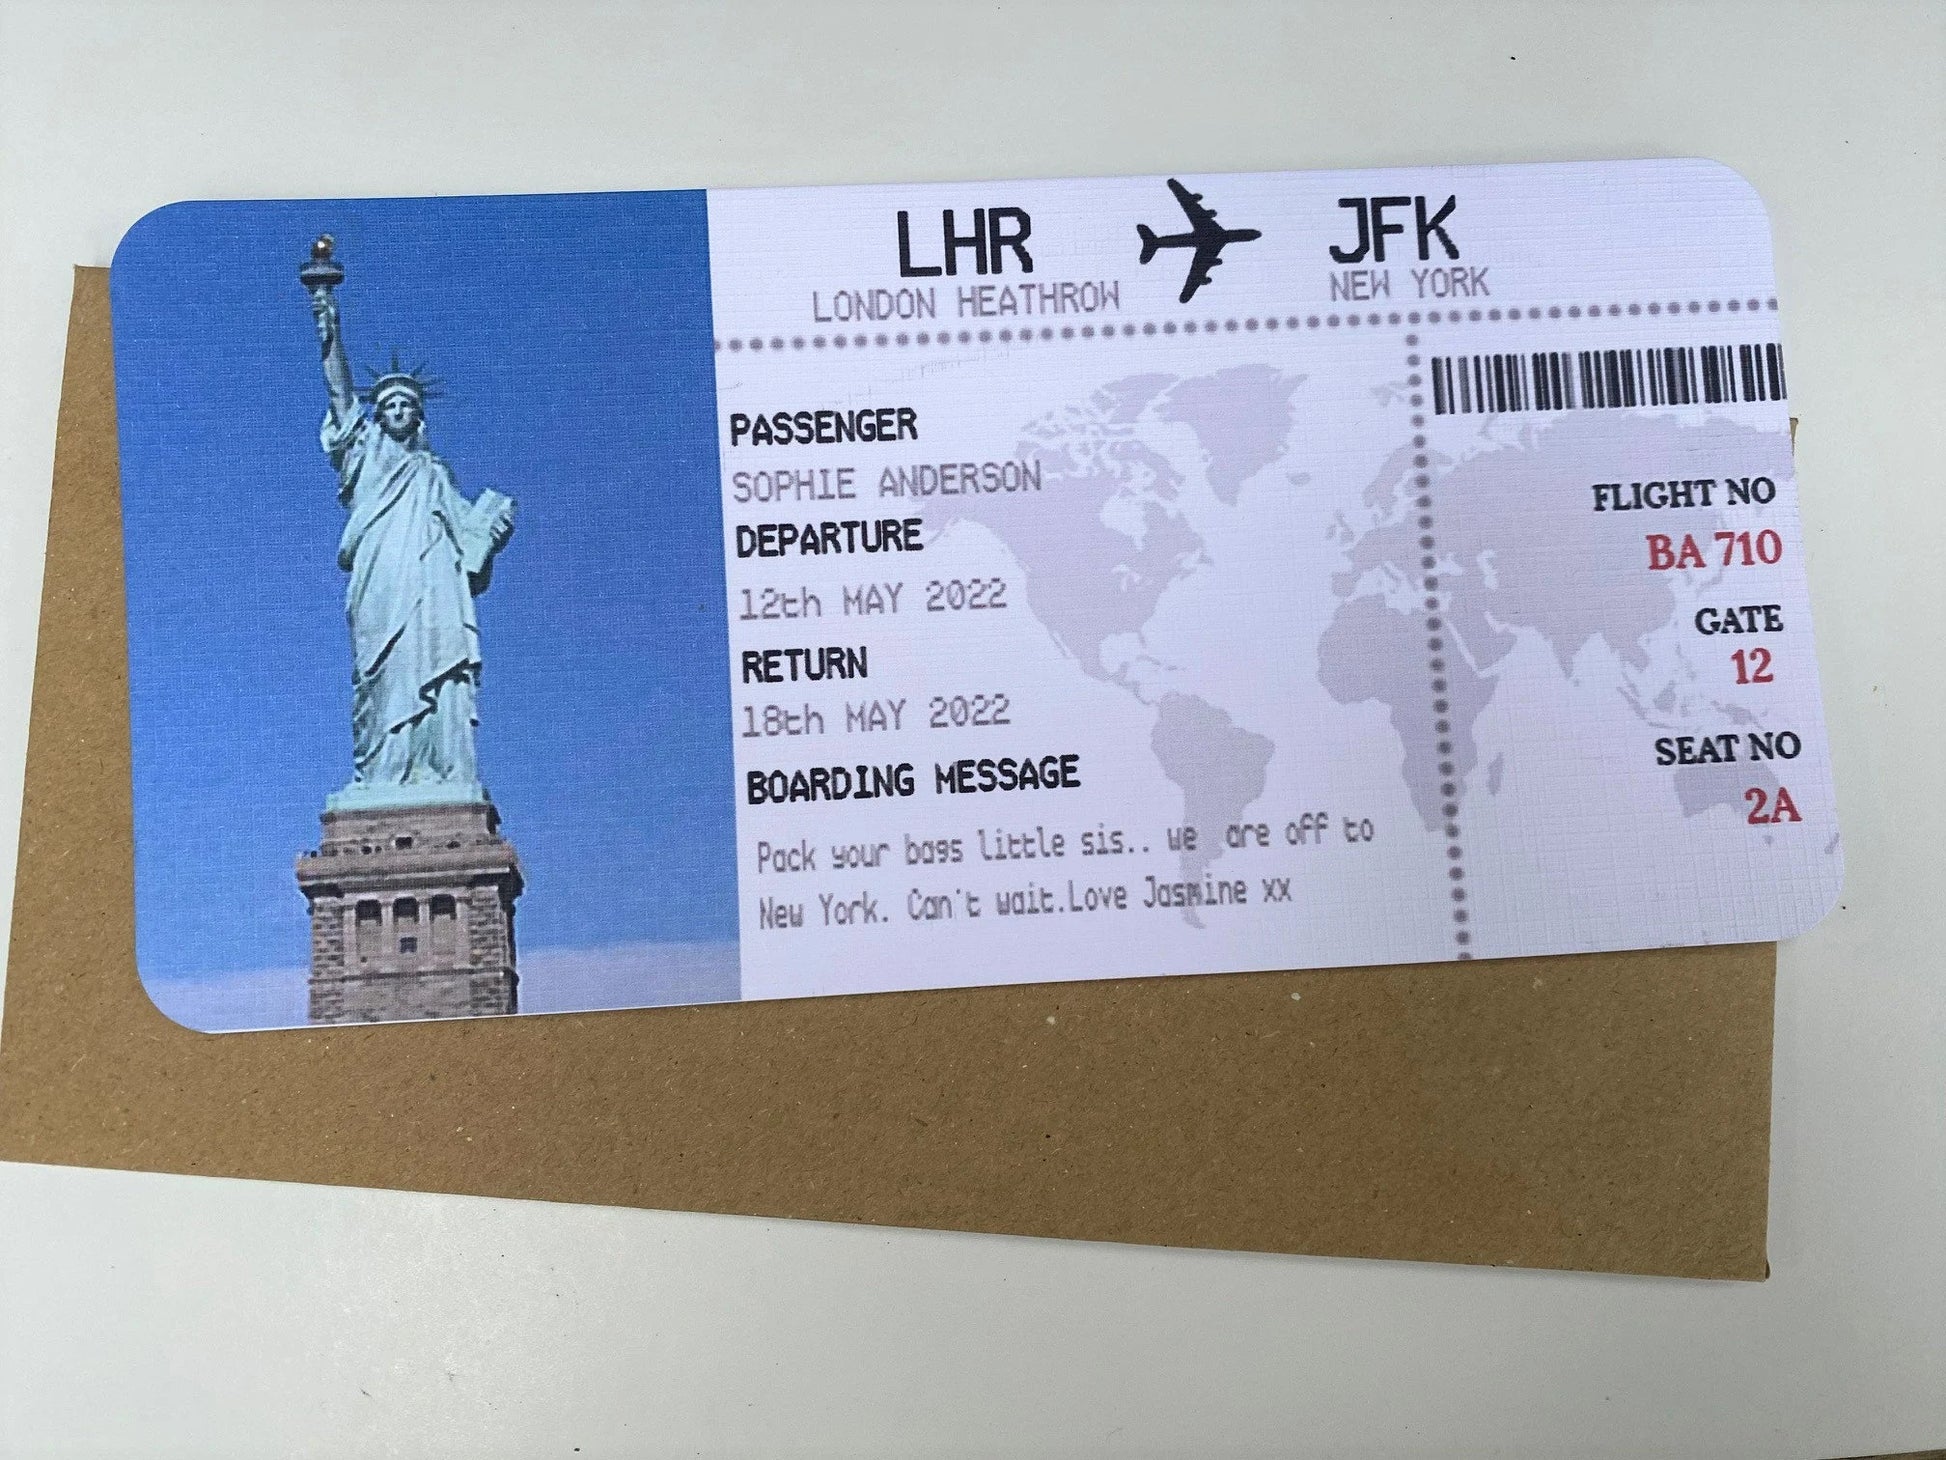 LHR
LONDON HEATHROW
JFK
NEW YORK
PASSENGER
SOPHIE ANDERSON
DEPARTURE
12th MAY 2022
RETURN
18th MAY 2022
BOARDING MESSAGE
Pack your bags little sis.. we are off to
New York. Can't wait.Love Jasmine xx
FLIGHT NO
BA 710
GATE
12
SEAT NO
2A